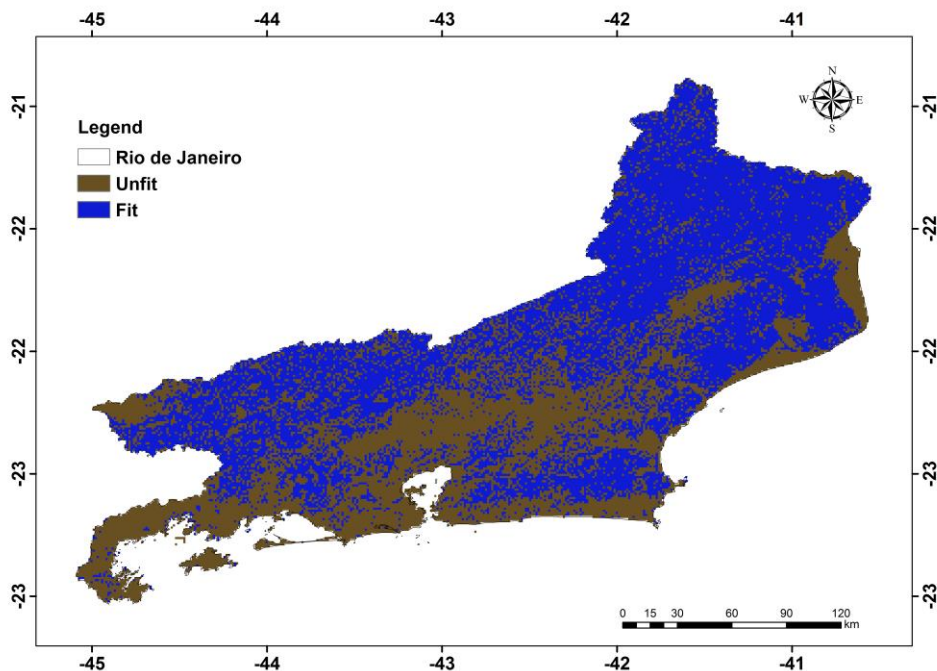 -45 -44 -43 -42 -41
-21 -21
N
W E
S
Legend
Rio de Janeiro
Unfit
Fit
-22 -22
-22 -22
-23 -23
-23 -23
0 15 30 60 90 120
km
-45 -44 -43 -42 -41